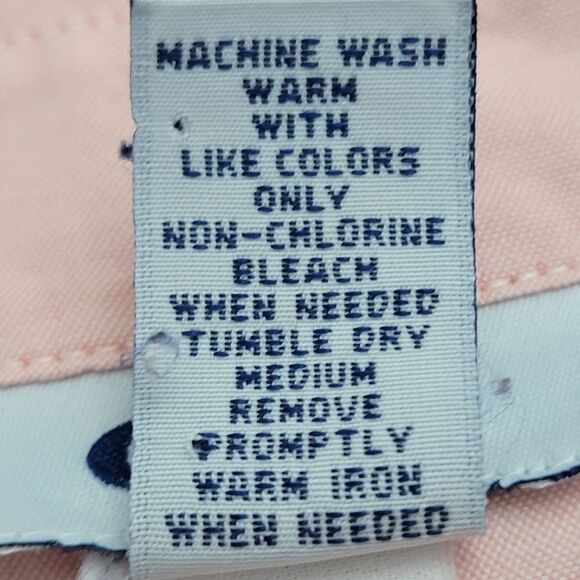 MACHINE WASH
WARM
WITH
LIKE COLORS
ONLY
NON-CHLORINE
BLEACH
WHEN NEEDED
TUMBLE DRY
MEDIUM
REMOVE
PROMPTLY
WARM IRON
WHEN NEEDED